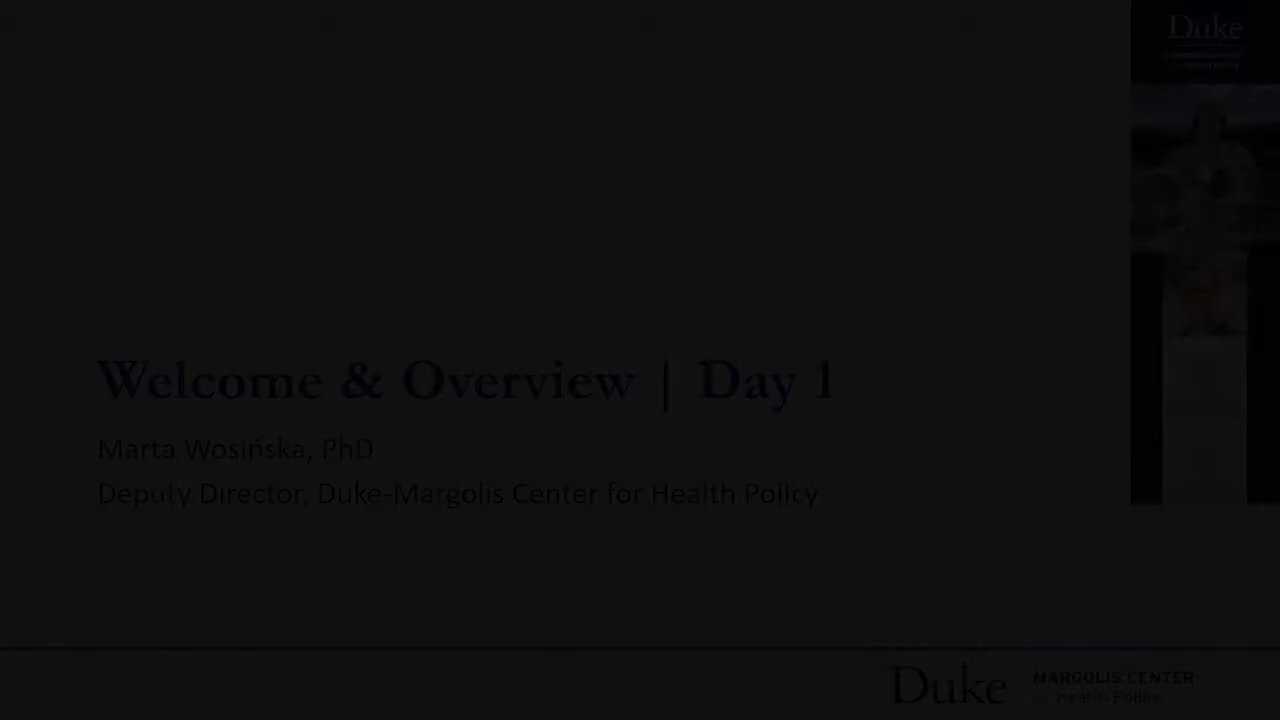 Duke
Welcome & Overview | Day 1
Marta Wosińska, PhD
Deputy Director, Duke-Margolis Center for Health Policy
Duke
MARGOLIS CENTER
for Health Policy